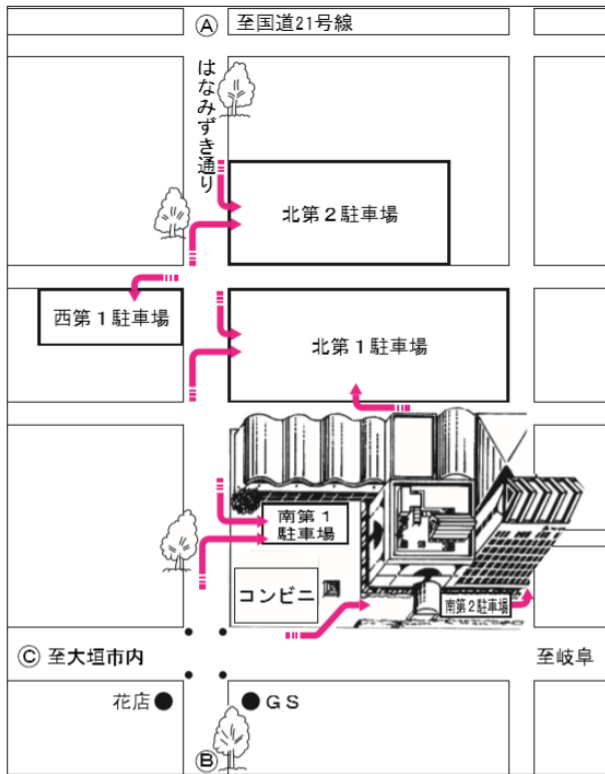 Ⓐ 至国道21号線
はなみずき通り
北第2駐車場
西第1駐車場
北第1駐車場
南第1
駐車場
コンビニ
南第2駐車場
Ⓒ 至大垣市内
至岐阜
花店
GS
Ⓑ